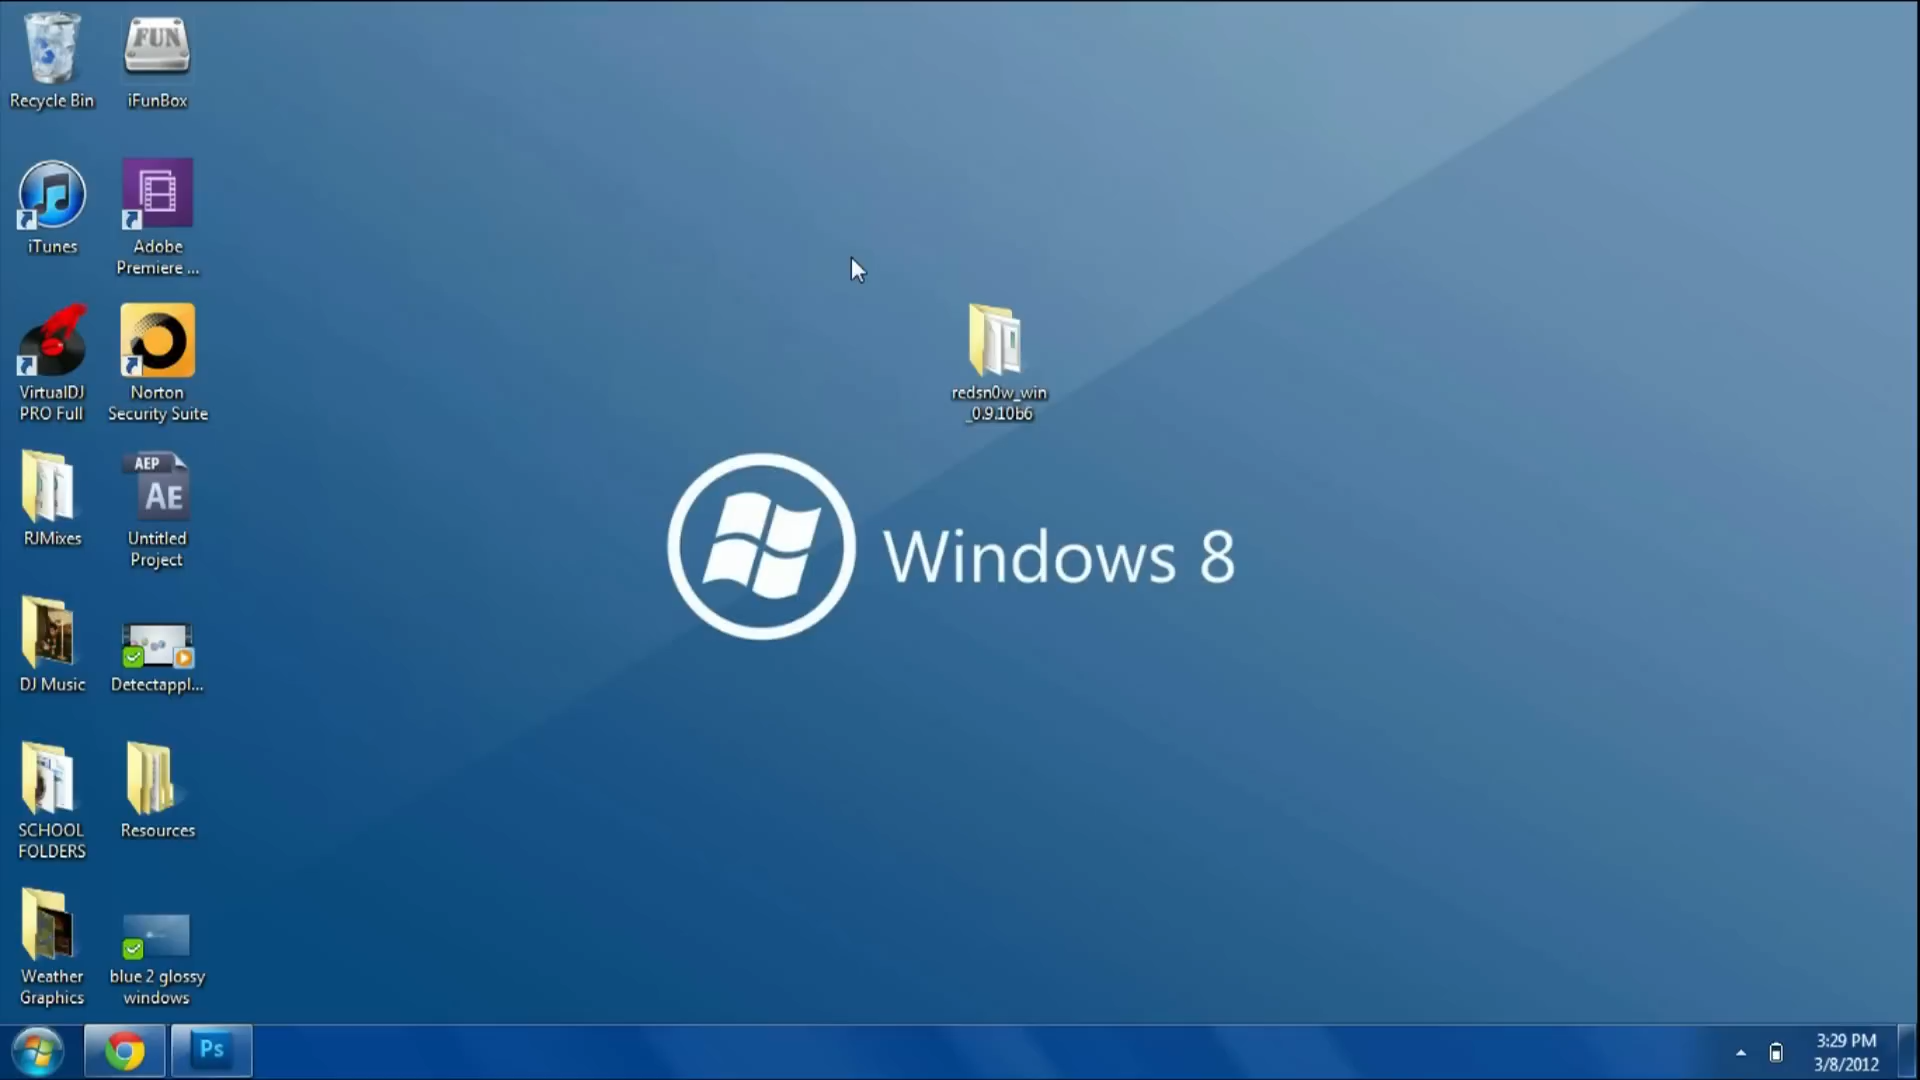 Recycle Bin
iFunBox
iTunes
Adobe
Premiere ...
VirtualDJ
PRO Full
Norton
Security Suite
redsn0w_win
_0.9.10b6
RJMixes
AEP
AE
Untitled
Project
Windows 8
DJ Music
Detectappl...
SCHOOL
FOLDERS
Resources
Weather
Graphics
blue 2 glossy
windows
FUN
Ps
3:29 PM
3/8/2012